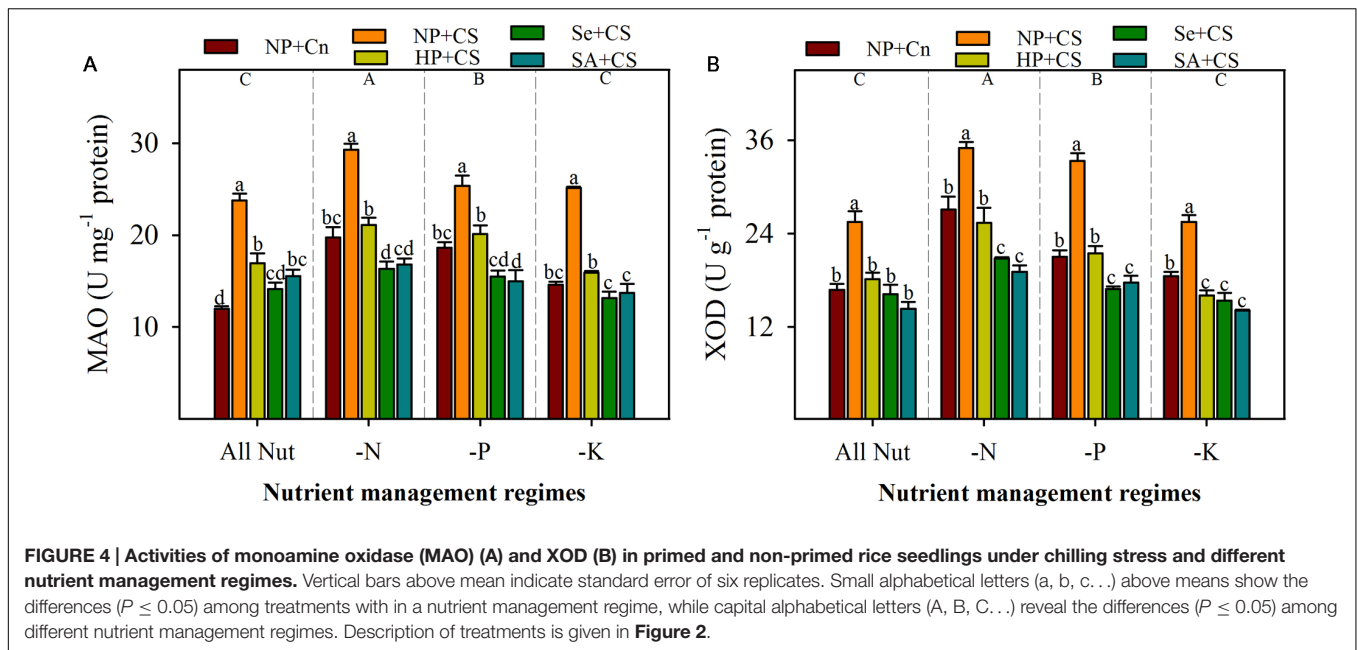 A
NP+Cn
NP+CS
HP+CS
Se+CS
SA+CS
C A B C
MAO (U mg⁻¹ protein)
30
20
10
d a b cd bc
bc a b d cd
bc a b cd d
bc a b c c
All Nut -N -P -K
Nutrient management regimes
B
NP+Cn
NP+CS
HP+CS
Se+CS
SA+CS
C A B C
XOD (U g⁻¹ protein)
36
24
12
b a b b b
b a b c c
b a b c c
b a c c c
All Nut -N -P -K
Nutrient management regimes
FIGURE 4 | Activities of monoamine oxidase (MAO) (A) and XOD (B) in primed and non-primed rice seedlings under chilling stress and different
nutrient management regimes. Vertical bars above mean indicate standard error of six replicates. Small alphabetical letters (a, b, c. . .) above means show the
differences (P ≤ 0.05) among treatments with in a nutrient management regime, while capital alphabetical letters (A, B, C. . .) reveal the differences (P ≤ 0.05) among
different nutrient management regimes. Description of treatments is given in Figure 2.